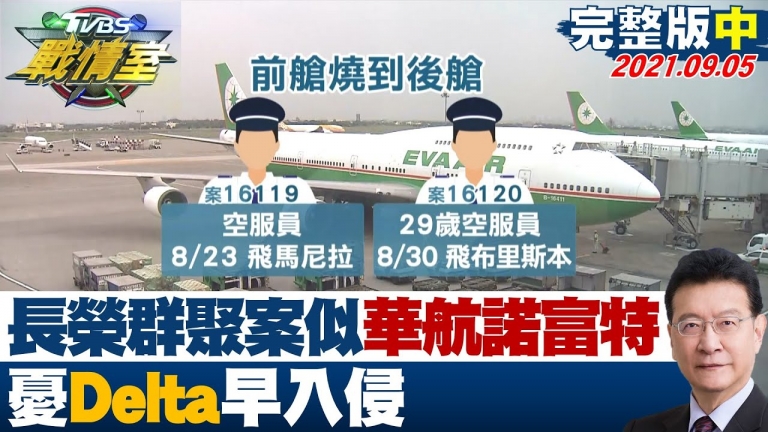 TVBS
戰情室
完整版中
2021.09.05
前艙燒到後艙
EVA AIR
B-16411
案16119
空服員
8/23 飛馬尼拉
案16120
29歲空服員
8/30 飛布里斯本
長榮群聚案似華航諾富特
憂Delta早入侵